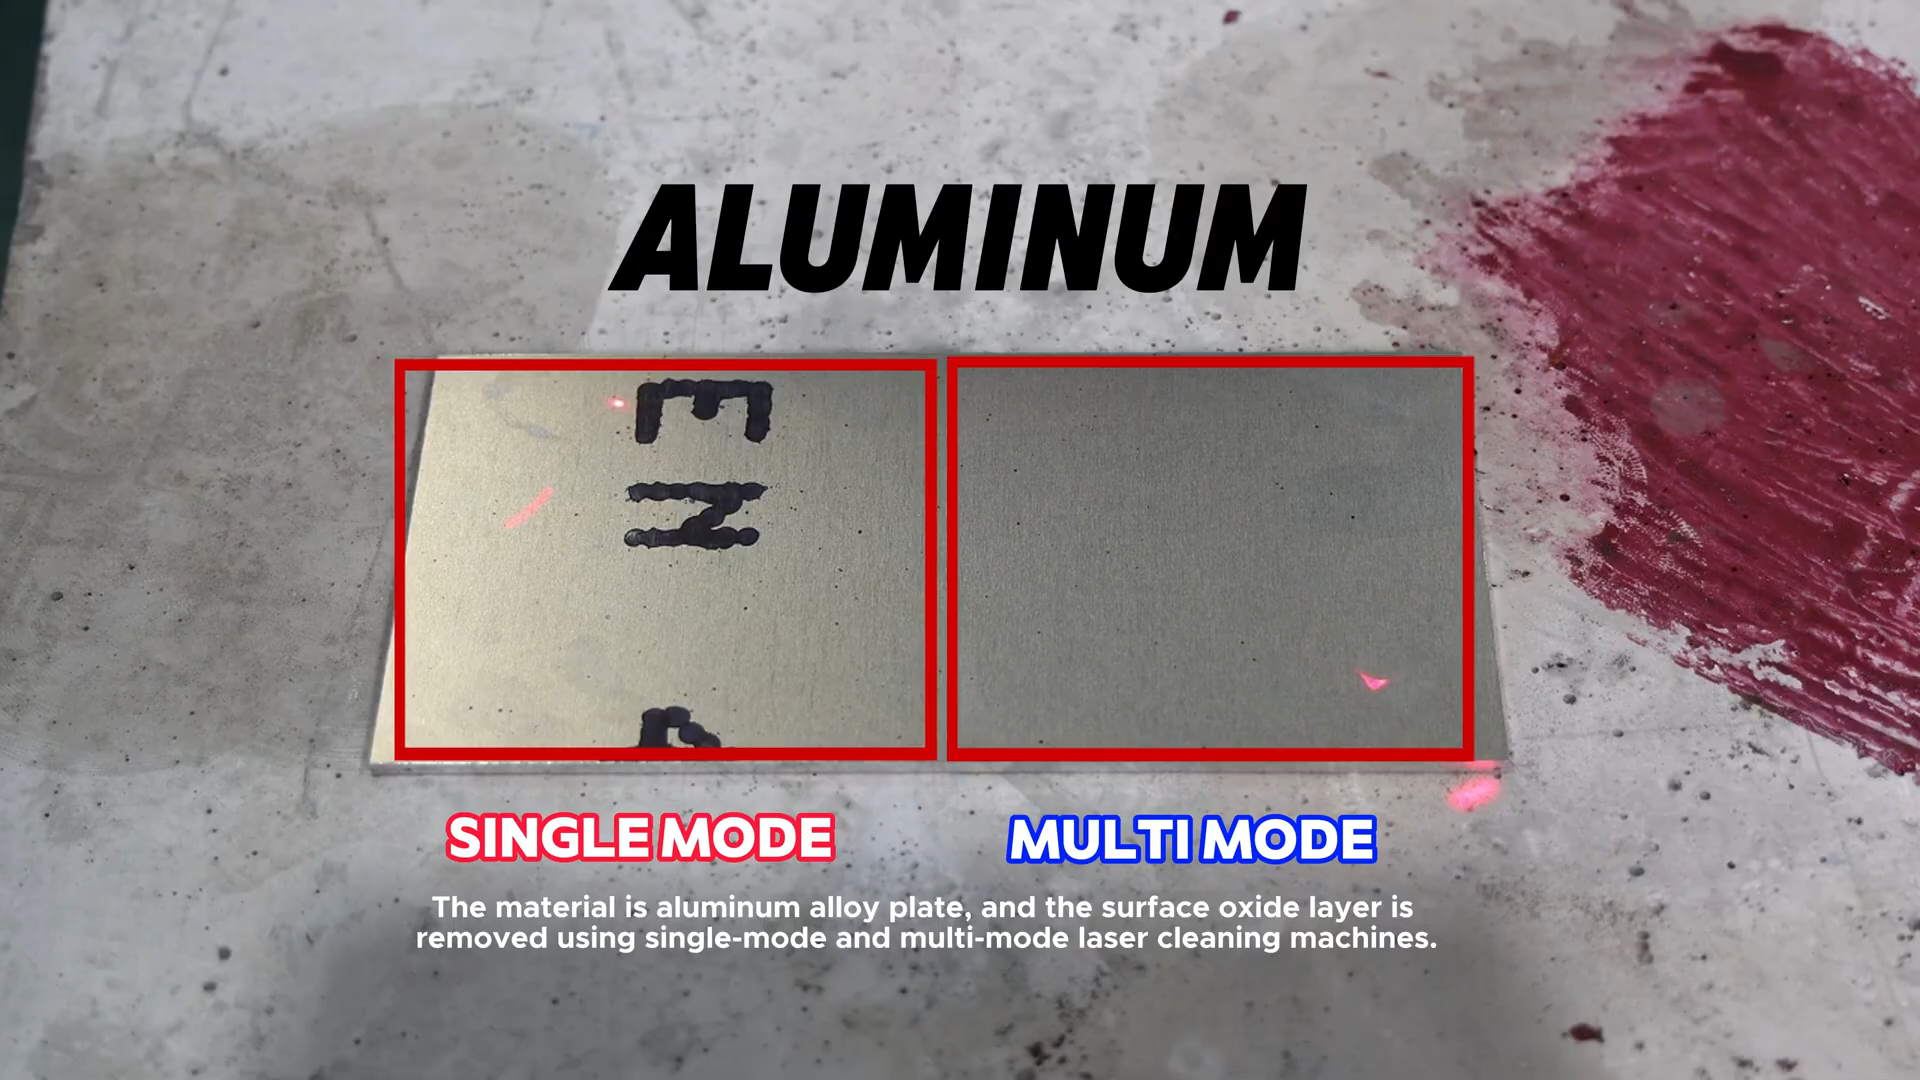 ALUMINUM
EN
SINGLE MODE
MULTI MODE
The material is aluminum alloy plate, and the surface oxide layer is
removed using single-mode and multi-mode laser cleaning machines.